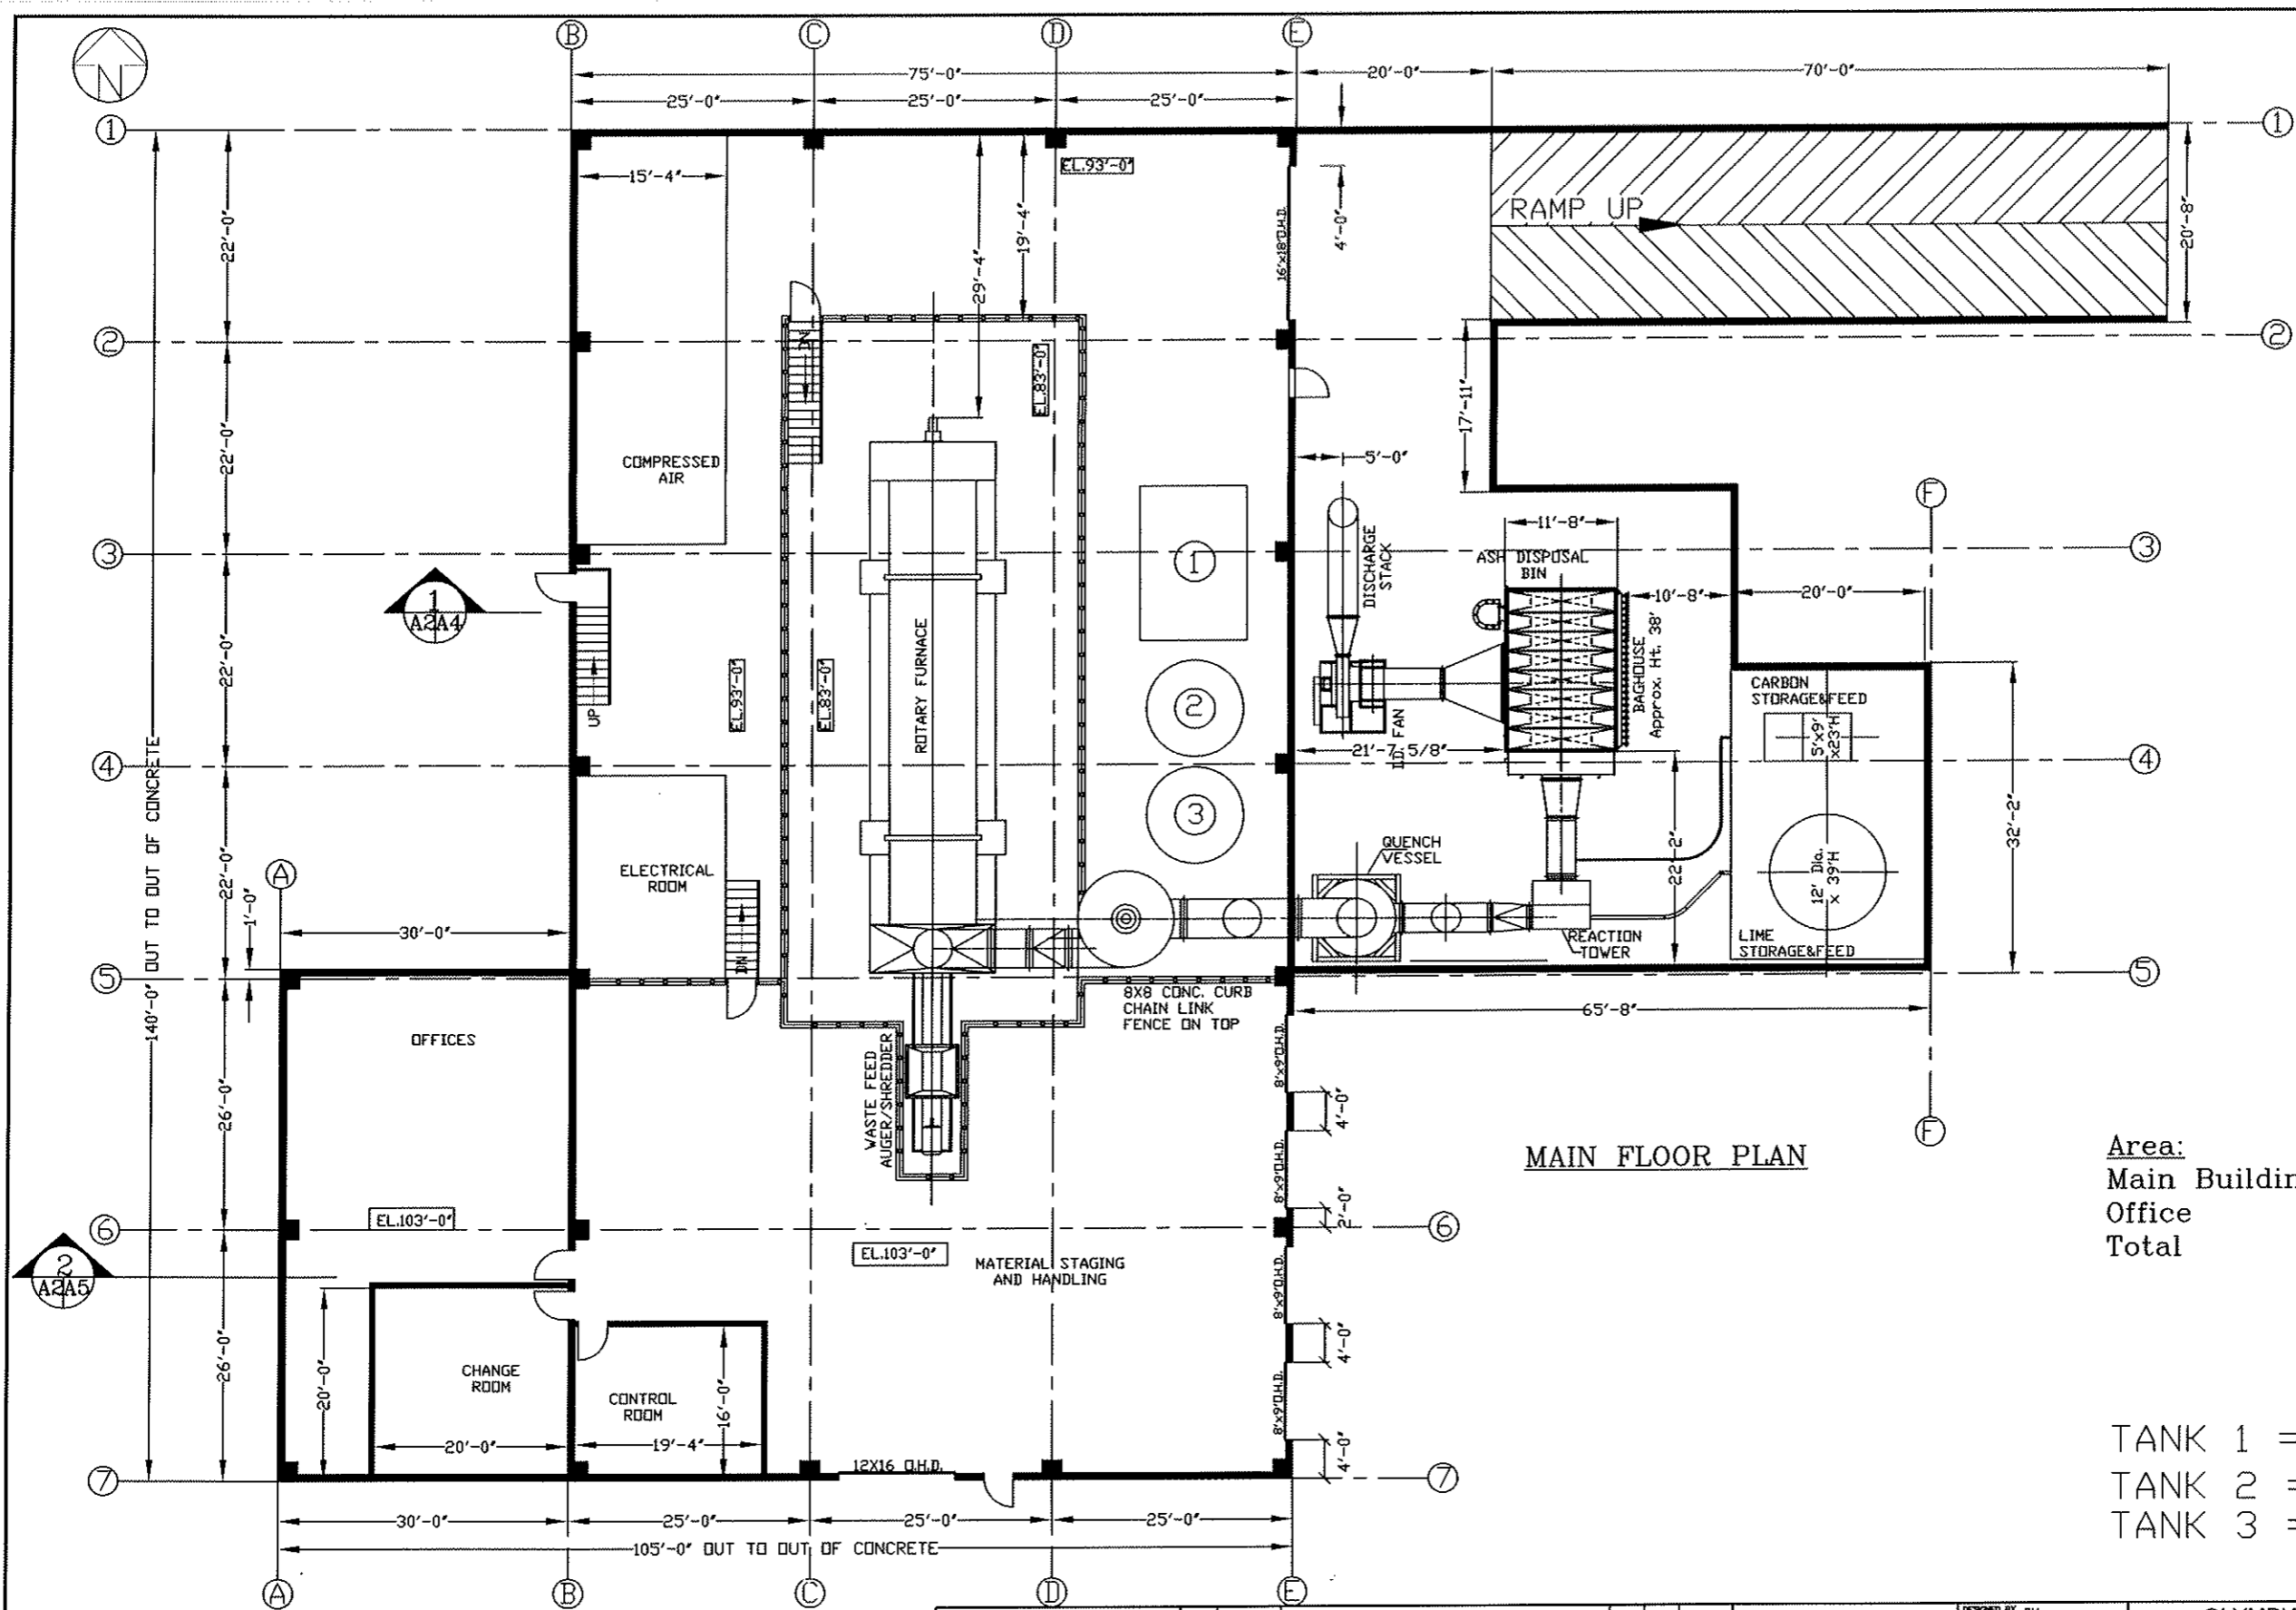 B
C
D
E
N
75'-0"
20'-0"
70'-0"
25'-0"
25'-0"
25'-0"
1
1
EL.93'-0"
15'-4"
22'-0"
29'-4"
19'-4"
16'x18'O.H.D.
4'-0"
RAMP UP
20'-8"
2
2
DN
EL.83'-0"
17'-11"
22'-0"
COMPRESSED
AIR
5'-0"
F
11'-8"
3
3
ASH DISPOSAL
BIN
DISCHARGE
STACK
1
10'-8"
20'-0"
1
A2A4
22'-0"
UP
EL.93'-0"
EL.83'-0"
ROTARY FURNACE
2
BAGHOUSE
Approx. Ht. 38'
CARBON
STORAGE&FEED
5'x9'
x23'H
I.D. FAN
21'-7 5/8"
4
4
140'-0" OUT TO OUT OF CONCRETE
3
22'-0"
ELECTRICAL
ROOM
QUENCH
VESSEL
22'-2"
12' Dia.
x 39'H
32'-2"
A
1'-0"
30'-0"
DN
REACTION
TOWER
LIME
STORAGE&FEED
5
5
8X8 CONC. CURB
CHAIN LINK
FENCE ON TOP
65'-8"
OFFICES
WASTE FEED
AUGER/SHREDDER
8'x9'O.H.D.
4'-0"
26'-0"
F
MAIN FLOOR PLAN
Area:
Main Buildin
Office
Total
8'x9'O.H.D.
2'-0"
EL.103'-0"
6
6
EL.103'-0"
MATERIAL STAGING
AND HANDLING
2
A2A5
8'x9'O.H.D.
4'-0"
26'-0"
20'-0"
CHANGE
ROOM
CONTROL
ROOM
16'-0"
20'-0"
19'-4"
8'x9'O.H.D.
4'-0"
12X16 O.H.D.
7
7
TANK 1 =
TANK 2 =
TANK 3 =
30'-0"
25'-0"
25'-0"
25'-0"
105'-0" OUT TO OUT OF CONCRETE
A
B
C
D
E